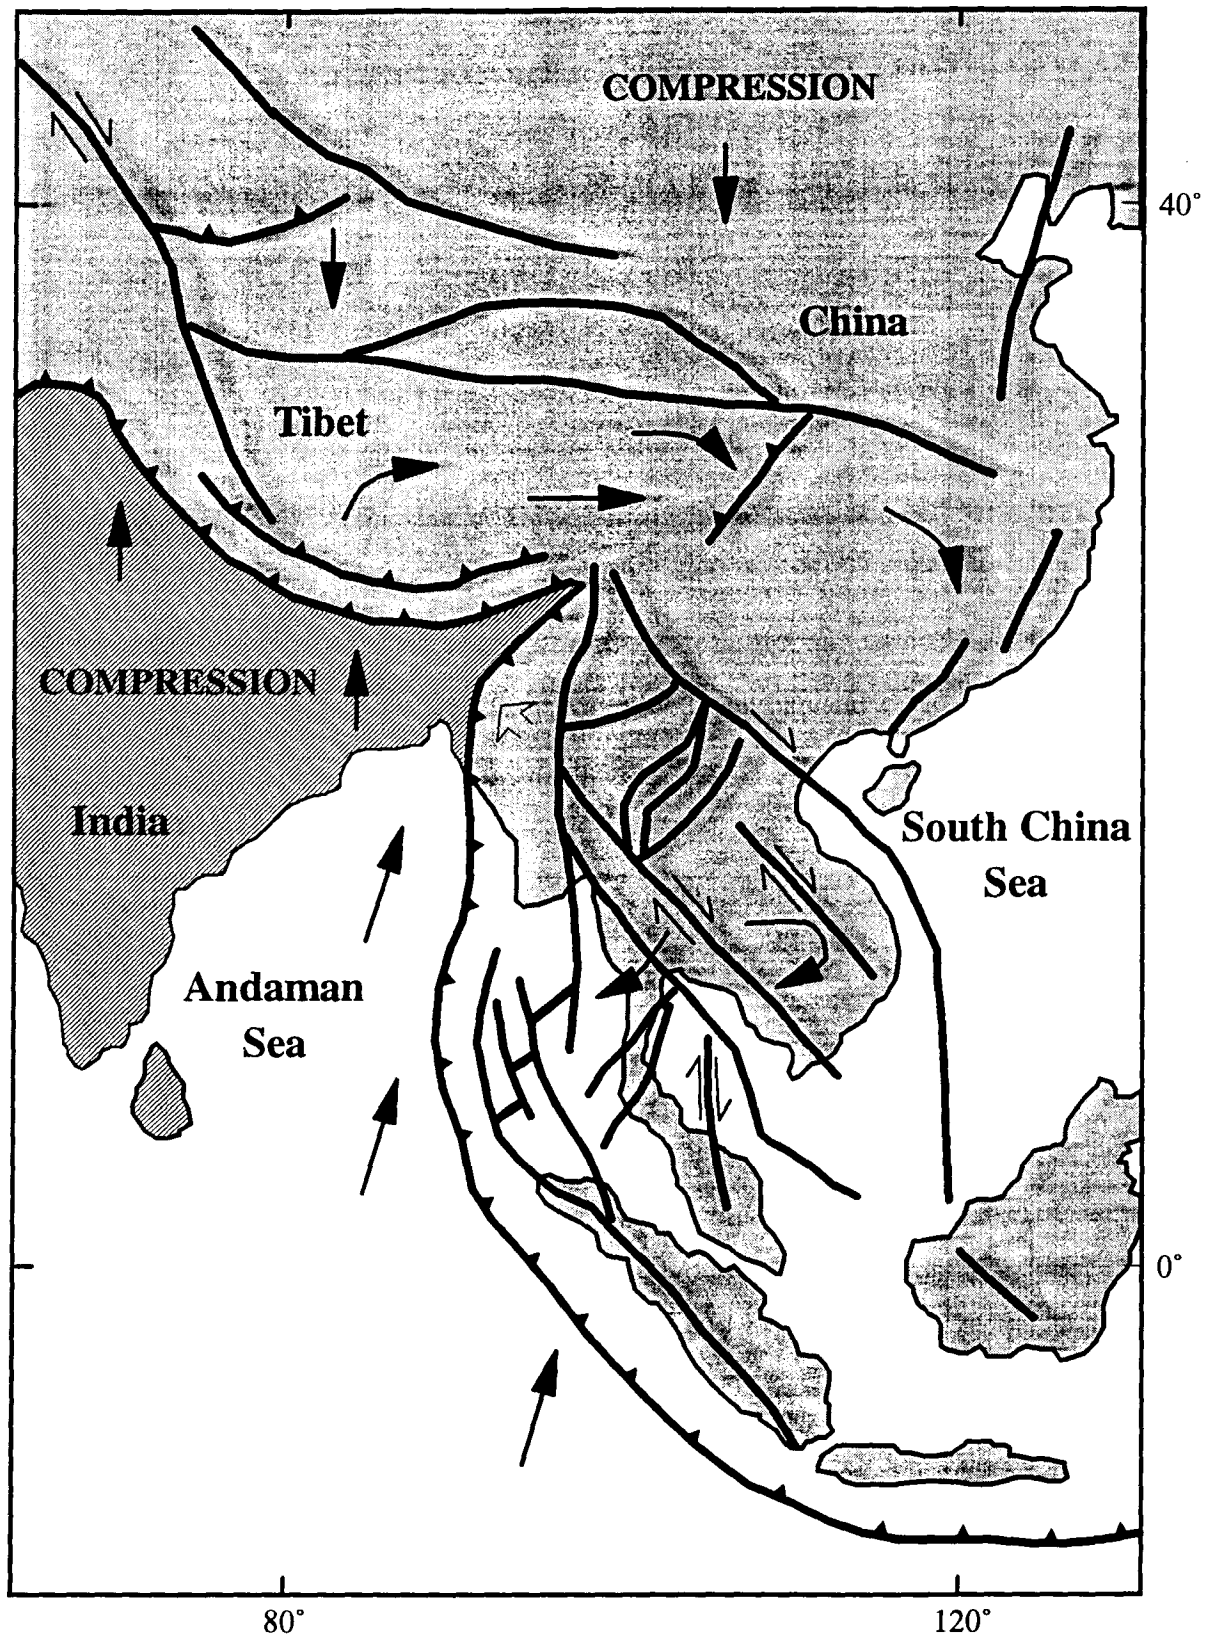 COMPRESSION
40°
China
Tibet
COMPRESSION
India
South China
Sea
Andaman
Sea
0°
80°
120°